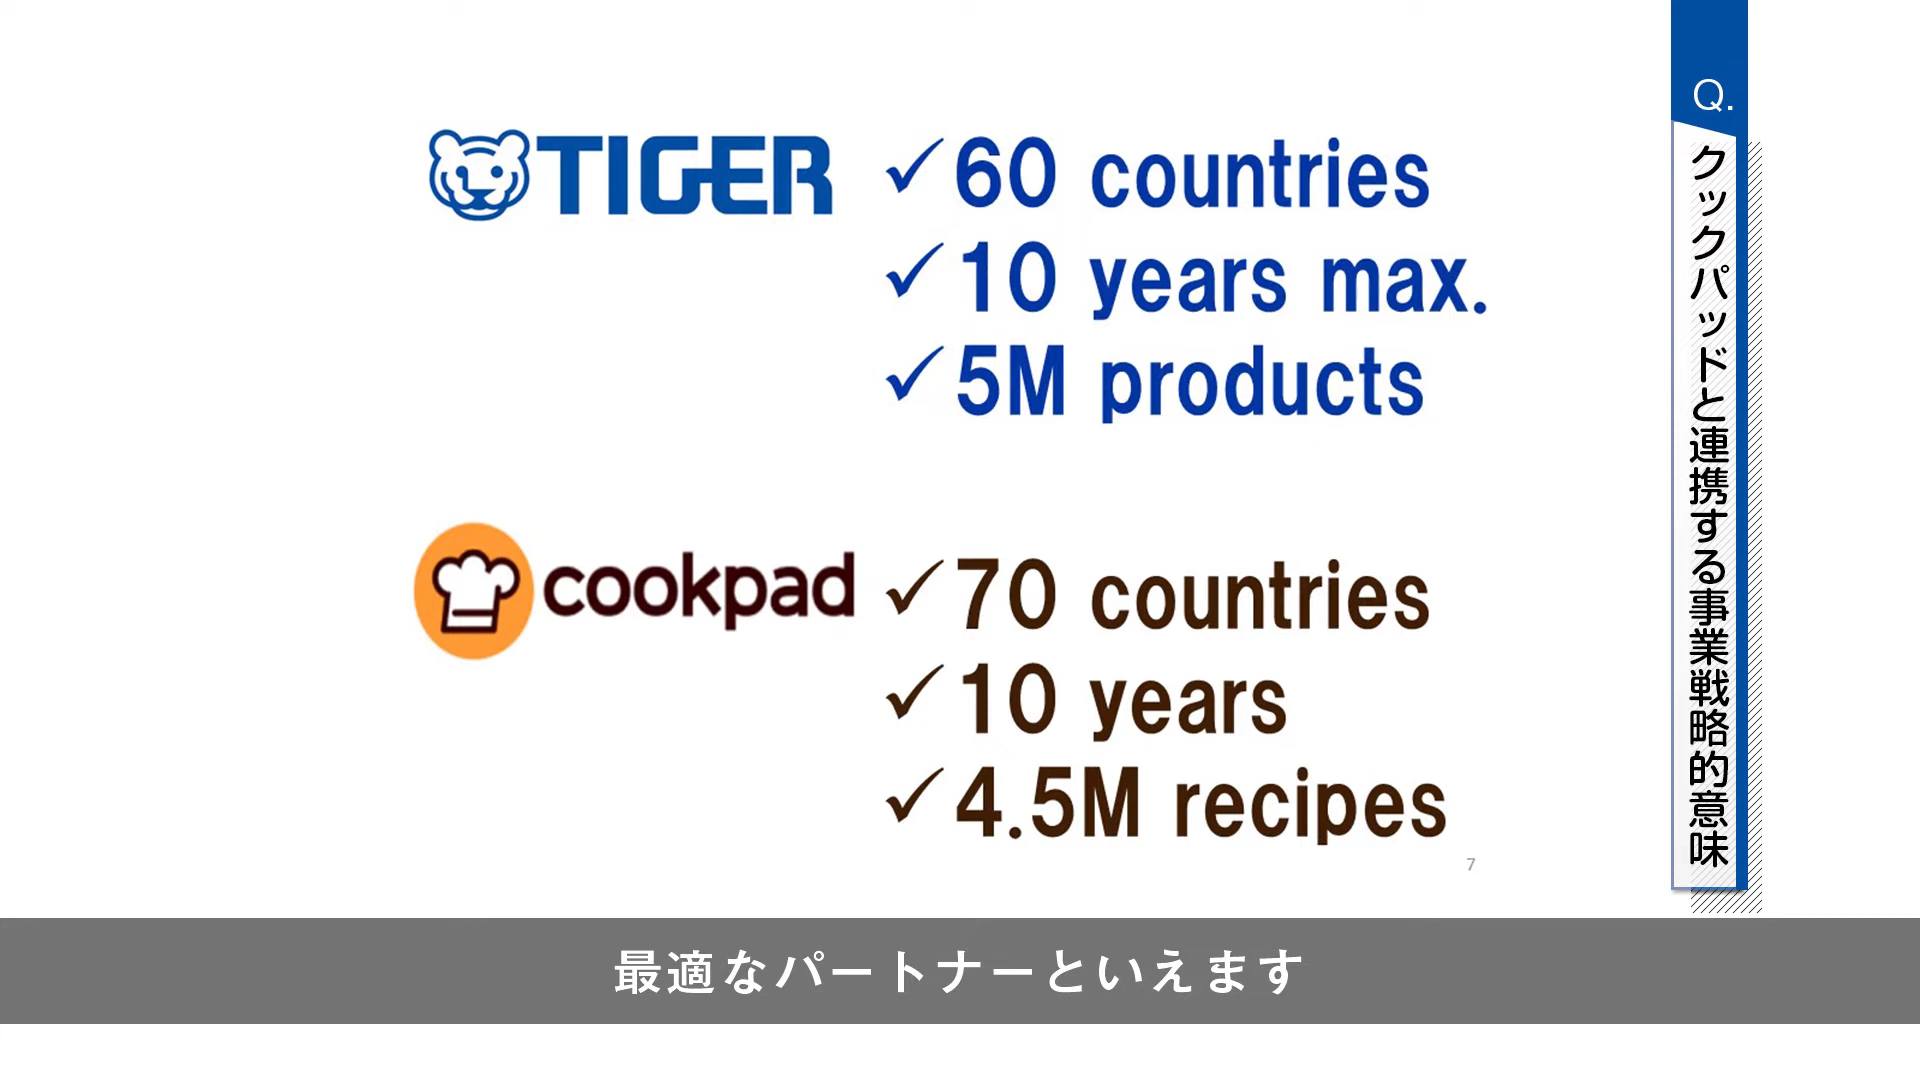 TIGER
✓60 countries
✓10 years max.
✓5M products
cookpad
✓70 countries
✓10 years
✓4.5M recipes
7
Q.
クックパッドと連携する事業戦略的意味
最適なパートナーといえます